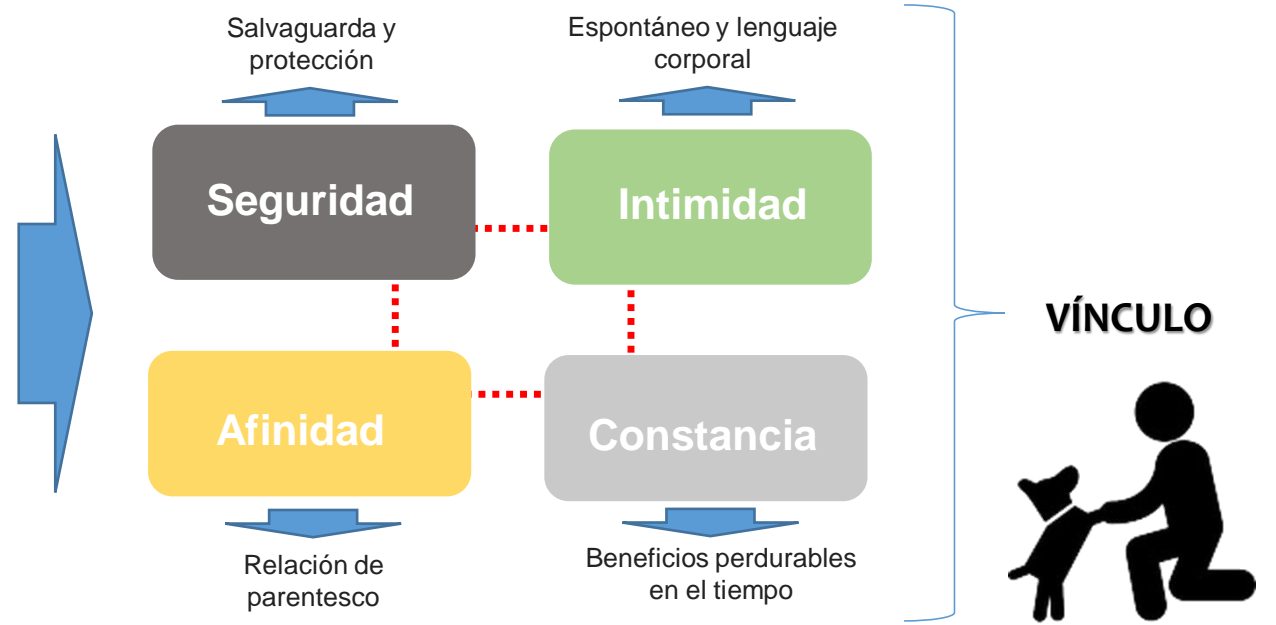 Salvaguarda y
protección
Espontáneo y lenguaje
corporal
Seguridad
Intimidad
VÍNCULO
Afinidad
Constancia
Relación de
parentesco
Beneficios perdurables
en el tiempo